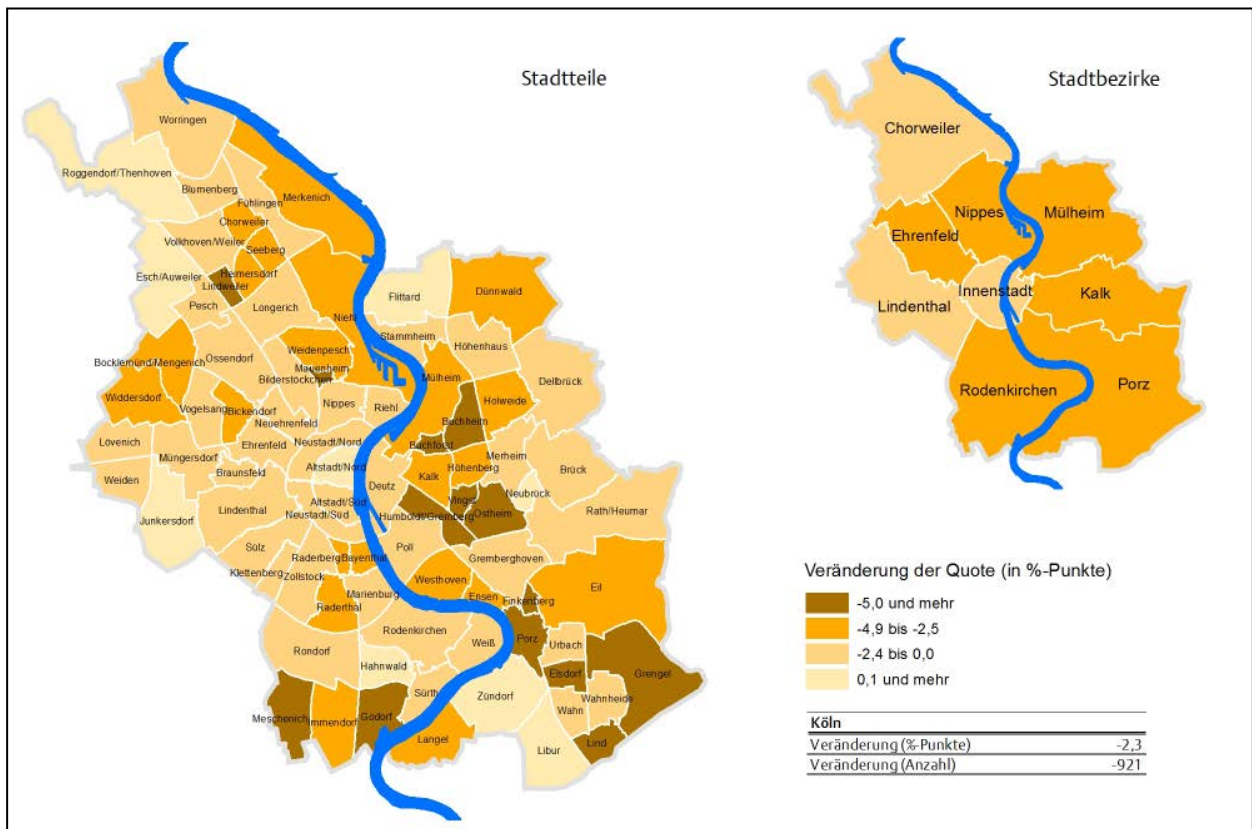 Stadtteile
Worringen
Roggendorf/Thenhoven
Blumenberg
Fühlingen
Merkenich
Chorweiler
Volkhoven/Weiler
Seeberg
Esch/Auweiler
Heimersdorf
Lindweiler
Pesch
Longerich
Niehl
Flittard
Dünnwald
Stammheim
Höhenhaus
Weidenpesch
Bocklemünd/Mengenich
Ossendorf
Mauenheim
Bilderstöckchen
Mülheim
Dellbrück
Widdersdorf
Vogelsang
Bickendorf
Nippes
Riehl
Holweide
Neuehrenfeld
Buchheim
Lövenich
Ehrenfeld
Neustadt/Nord
Buchforst
Müngersdorf
Merheim
Weiden
Braunsfeld
Altstadt/Nord
Kalk
Höhenberg
Brück
Deutz
Neubrück
Junkersdorf
Lindenthal
Altstadt/Süd
Neustadt/Süd
Vingst
Ostheim
Humboldt/Gremberg
Rath/Heumar
Sülz
Raderberg
Bayenthal
Poll
Gremberghoven
Klettenberg
Zollstock
Marienburg
Westhoven
Raderthal
Ensen
Finkenberg
Eil
Rodenkirchen
Weiß
Porz
Urbach
Rondorf
Hahnwald
Elsdorf
Grengel
Sürth
Zündorf
Wahn
Wahnheide
Meschenich
Immendorf
Godorf
Langel
Libur
Lind
Stadtbezirke
Chorweiler
Nippes
Mülheim
Ehrenfeld
Innenstadt
Lindenthal
Kalk
Rodenkirchen
Porz
Veränderung der Quote (in %-Punkte)
-5,0 und mehr
-4,9 bis -2,5
-2,4 bis 0,0
0,1 und mehr
Köln
Veränderung (%-Punkte) -2,3
Veränderung (Anzahl) -921